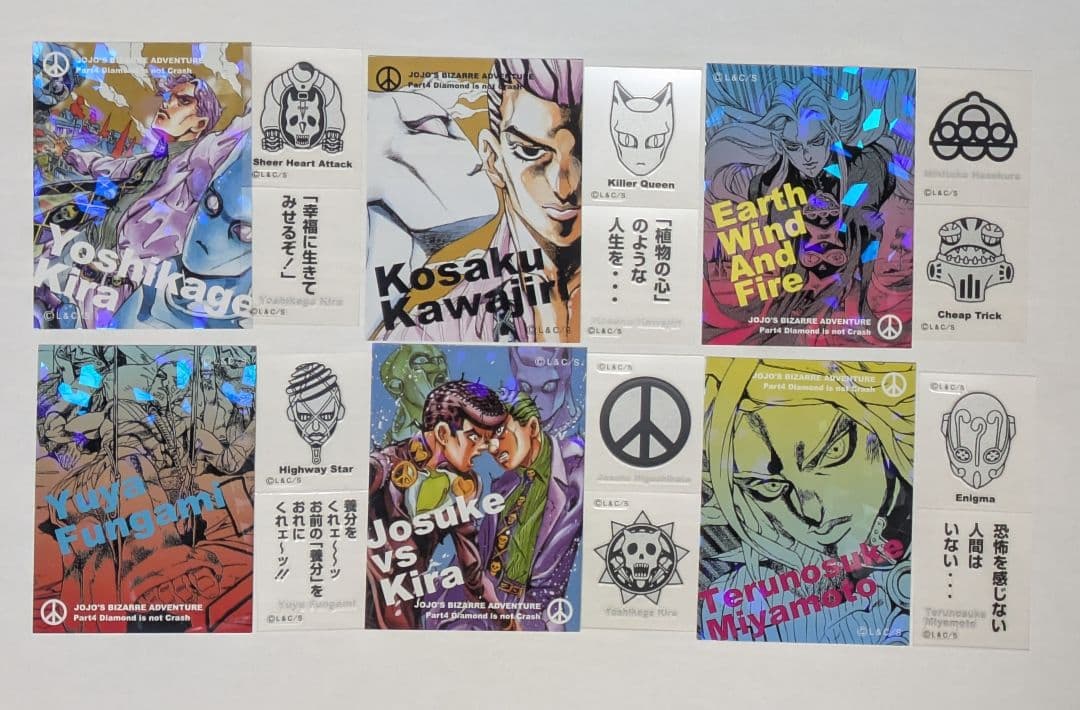 JOJO'S BIZARRE ADVENTURE
Part4 Diamond is not Crash
Yoshikage
Kira
©L&C/S
Sheer Heart Attack
©L&C/S
「幸福に生きて
みせるぞ!」
Yoshikage Kira
©L&C/S
JOJO'S BIZARRE ADVENTURE
Part4 Diamond is not Crash
Kosaku
Kawajiri
©L&C/S
Killer Queen
©L&C/S
「植物の心」
のような
人生を・・・
Kosaku Kawajiri
©L&C/S
©L&C/S
Earth
Wind
And
Fire
JOJO'S BIZARRE ADVENTURE
Part4 Diamond is not Crash
©L&C/S
Cheap Trick
©L&C/S
Yuya
Fungami
JOJO'S BIZARRE ADVENTURE
Part4 Diamond is not Crash
Highway Star
©L&C/S
養分を
くれェ〜〜ッ
お前の「養分」を
おれに
くれェーッ!!
Yuya Fungami
©L&C/S
©L&C/S
Josuke
vs
Kira
JOJO'S BIZARRE ADVENTURE
Part4 Diamond is not Crash
©L&C/S
Josuke Higashikata
©L&C/S
Yoshikage Kira
JOJO'S BIZARRE ADVENTURE
Part4 Diamond is not Crash
Terunosuke
Miyamoto
©L&C/S
©L&C/S
Enigma
恐怖を感じない
人間は
いない・・・
Terunosuke
Miyamoto
©L&C/S